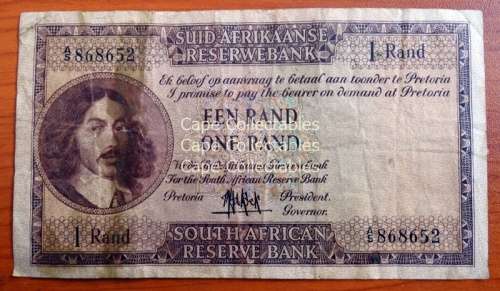 SUID-AFRIKAANSE
RESERWEBANK
A/5 868652
1 Rand
Ek beloof op aanvraag te betaal aan toonder te Pretoria
I promise to pay the bearer on demand at Pretoria
EEN RAND
Cape Collectables
ONE RAND
Cape Collectables
For the South African Reserve Bank
Pretoria
President.
Governor.
1 Rand
SOUTH AFRICAN
RESERVE BANK
A/5 868652